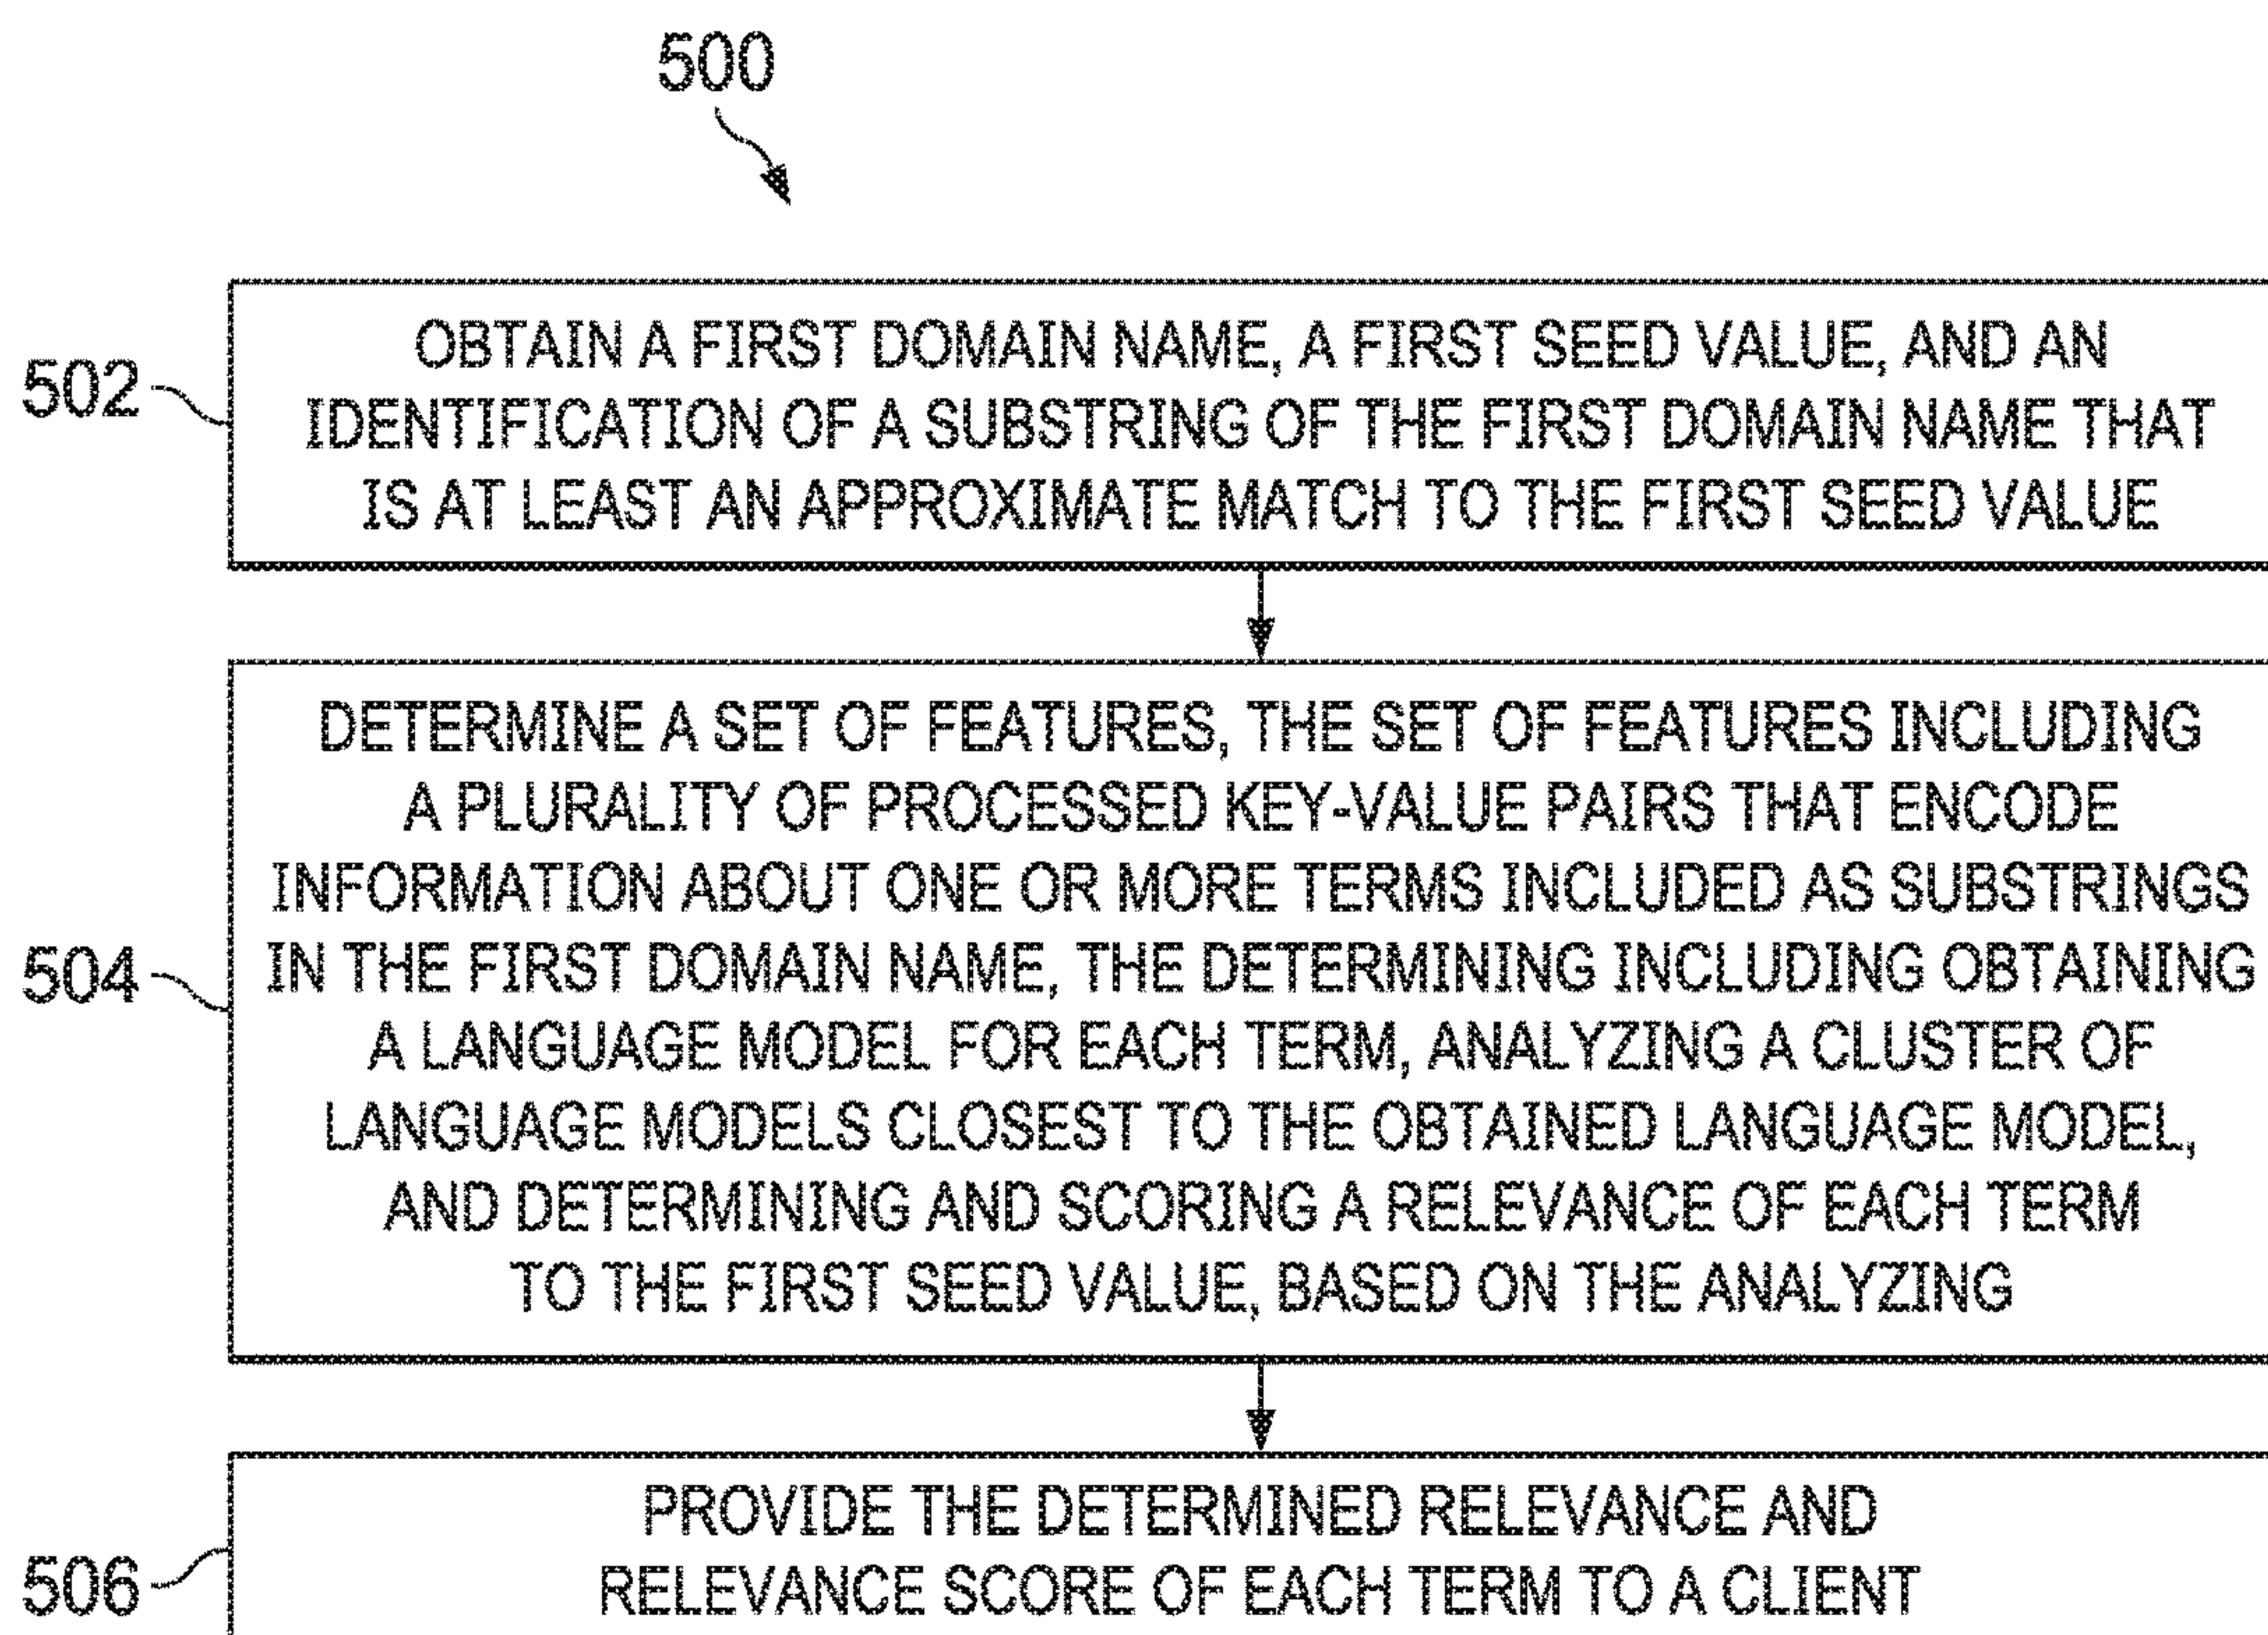 500
502
OBTAIN A FIRST DOMAIN NAME, A FIRST SEED VALUE, AND AN
IDENTIFICATION OF A SUBSTRING OF THE FIRST DOMAIN NAME THAT
IS AT LEAST AN APPROXIMATE MATCH TO THE FIRST SEED VALUE
504
DETERMINE A SET OF FEATURES, THE SET OF FEATURES INCLUDING
A PLURALITY OF PROCESSED KEY-VALUE PAIRS THAT ENCODE
INFORMATION ABOUT ONE OR MORE TERMS INCLUDED AS SUBSTRINGS
IN THE FIRST DOMAIN NAME, THE DETERMINING INCLUDING OBTAINING
A LANGUAGE MODEL FOR EACH TERM, ANALYZING A CLUSTER OF
LANGUAGE MODELS CLOSEST TO THE OBTAINED LANGUAGE MODEL,
AND DETERMINING AND SCORING A RELEVANCE OF EACH TERM
TO THE FIRST SEED VALUE, BASED ON THE ANALYZING
506
PROVIDE THE DETERMINED RELEVANCE AND
RELEVANCE SCORE OF EACH TERM TO A CLIENT